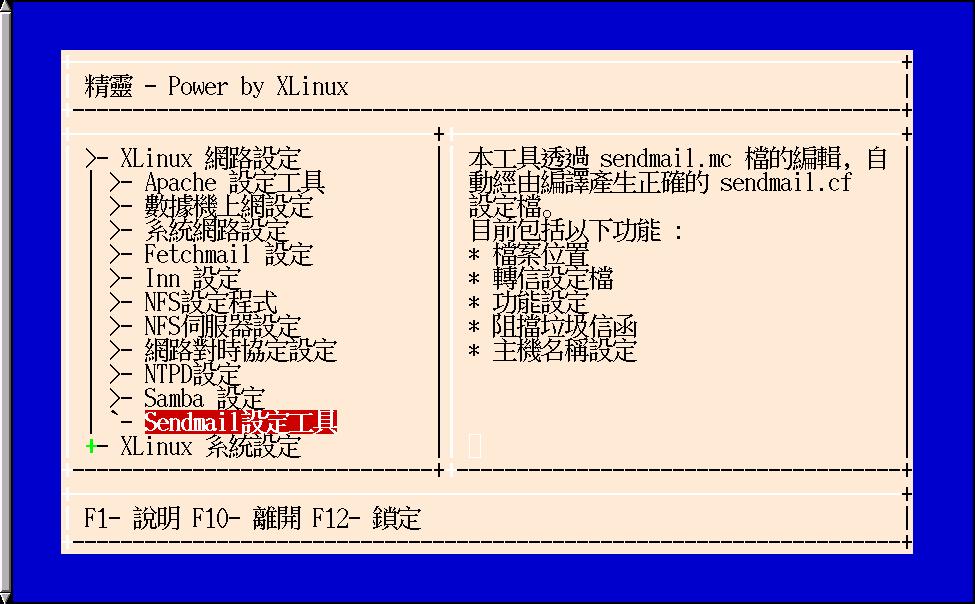 精靈 - Power by XLinux
>- XLinux 網路設定
>- Apache 設定工具
>- 數據機上網設定
>- 系統網路設定
>- Fetchmail 設定
>- Inn 設定
>- NFS設定程式
>- NFS伺服器設定
>- 網路對時協定設定
>- NTPD設定
>- Samba 設定
`- Sendmail設定工具
+- XLinux 系統設定
本工具透過 sendmail.mc 檔的編輯, 自
動經由編譯產生正確的 sendmail.cf
設定檔。
目前包括以下功能 :
* 檔案位置
* 轉信設定檔
* 功能設定
* 阻擋垃圾信函
* 主機名稱設定
F1- 說明 F10- 離開 F12- 鎖定